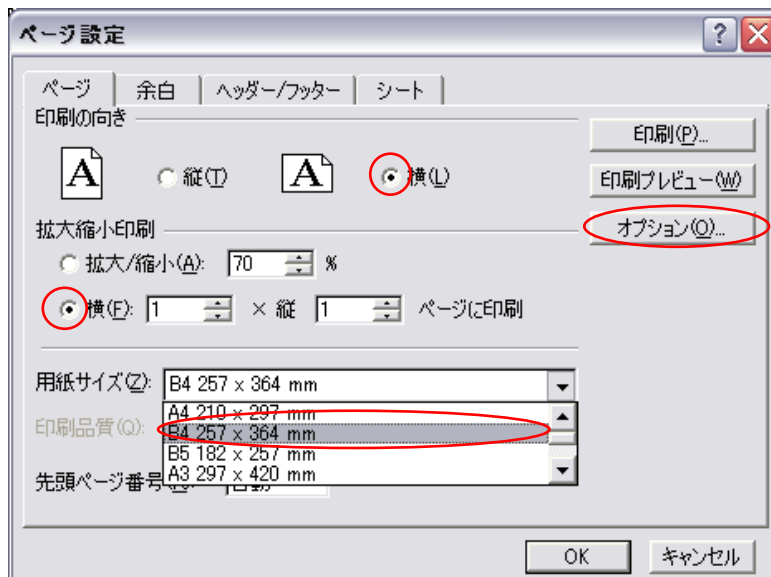 ページ設定
ページ 余白 ヘッダー/フッター シート
印刷の向き
A 縦(T) A 横(L)
印刷(P)...
印刷プレビュー(W)
オプション(O)...
拡大縮小印刷
拡大/縮小(A): 70 %
横(F): 1 × 縦 1 ページに印刷
用紙サイズ(Z): B4 257 x 364 mm
A4 210 x 297 mm
印刷品質(Q): B4 257 x 364 mm
B5 182 x 257 mm
A3 297 x 420 mm
先頭ページ番号
OK キャンセル